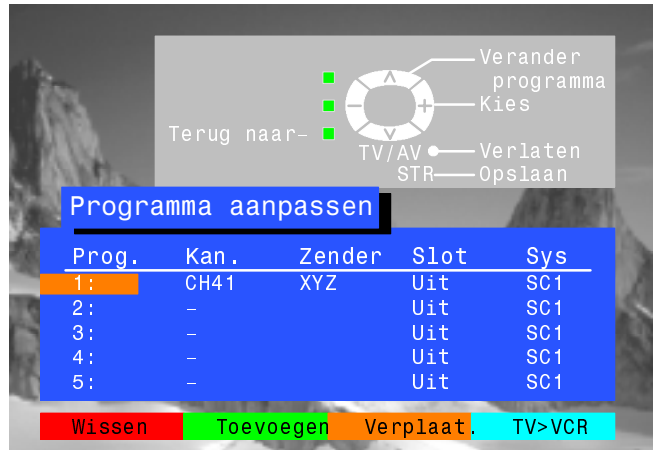 Verander
programma
Kies
Terug naar–
TV/AV Verlaten
STR Opslaan
Programma aanpassen
Prog. Kan. Zender Slot Sys
1: CH41 XYZ Uit SC1
2: – Uit SC1
3: – Uit SC1
4: – Uit SC1
5: – Uit SC1
Wissen Toevoegen Verplaat. TV>VCR